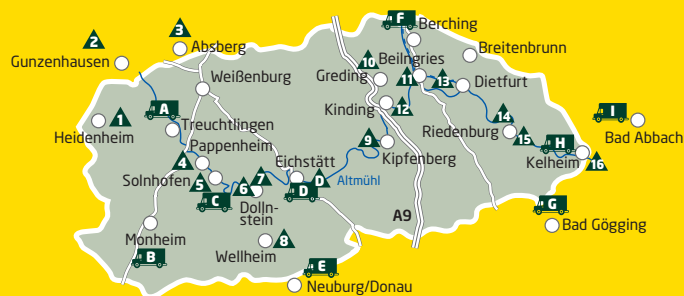 F
Berching
3
Absberg
2
Gunzenhausen
Beilngries
Breitenbrunn
10
Greding
11
13
Dietfurt
Weißenburg
A
1
Heidenheim
Treuchtlingen
Kinding
12
14
Riedenburg
15
I
Bad Abbach
Pappenheim
9
Kipfenberg
H
Kelheim
16
4
Solnhofen
5
Eichstätt
7
6
D
D
Altmühl
C
Dolln-
stein
A9
G
Bad Gögging
Monheim
B
Wellheim
8
E
Neuburg/Donau